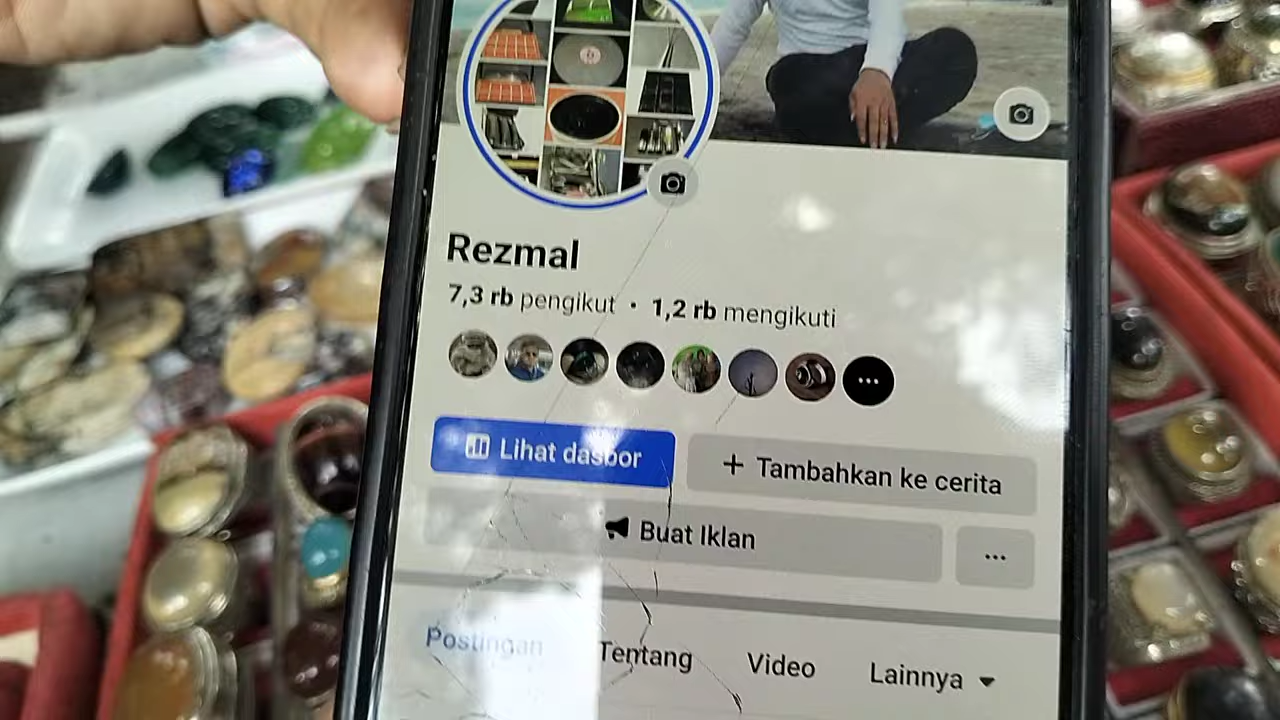 Rezmal
7,3 rb pengikut • 1,2 rb mengikuti
Lihat dasbor
+ Tambahkan ke cerita
Buat Iklan
Postingan Tentang Video Lainnya